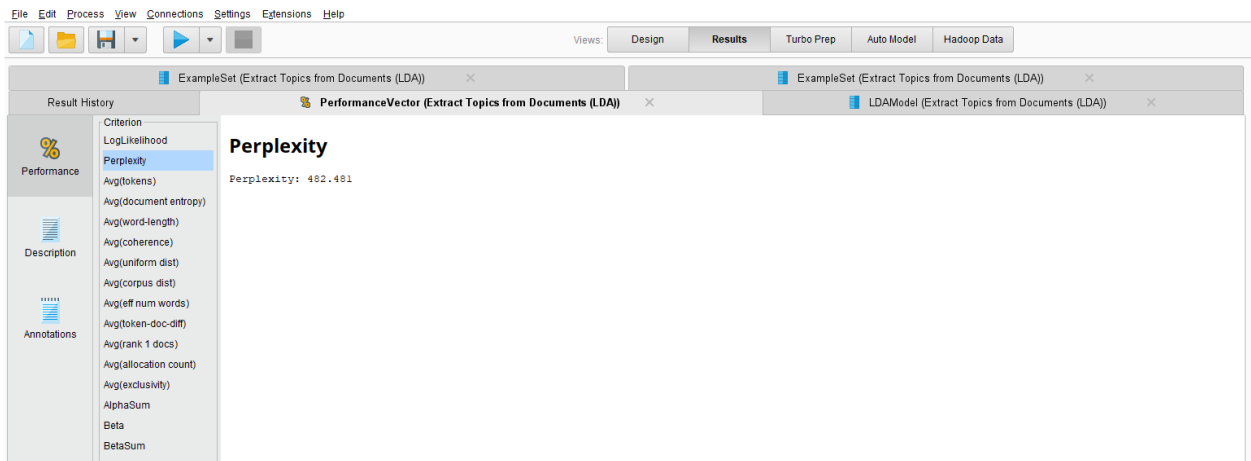 File Edit Process View Connections Settings Extensions Help
Views: Design Results Turbo Prep Auto Model Hadoop Data
ExampleSet (Extract Topics from Documents (LDA)) ExampleSet (Extract Topics from Documents (LDA))
Result History PerformanceVector (Extract Topics from Documents (LDA)) LDAModel (Extract Topics from Documents (LDA))
%
Performance
Description
Annotations
Criterion
LogLikelihood
Perplexity
Avg(tokens)
Avg(document entropy)
Avg(word-length)
Avg(coherence)
Avg(uniform dist)
Avg(corpus dist)
Avg(eff num words)
Avg(token-doc-diff)
Avg(rank 1 docs)
Avg(allocation count)
Avg(exclusivity)
AlphaSum
Beta
BetaSum
Perplexity
Perplexity: 482.481